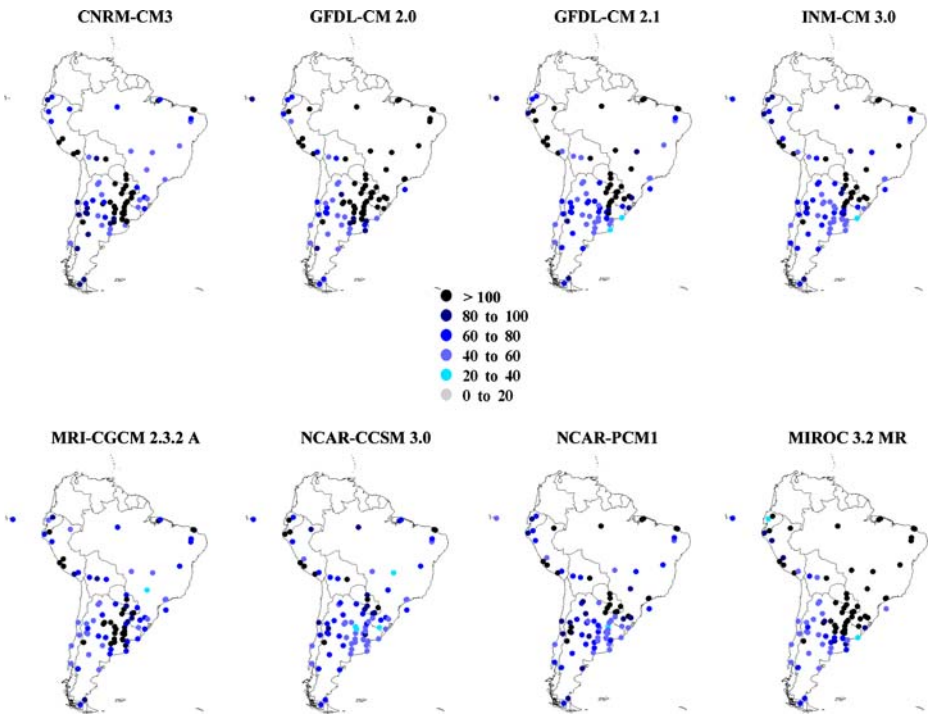 CNRM-CM3 GFDL-CM 2.0 GFDL-CM 2.1 INM-CM 3.0
> 100
80 to 100
60 to 80
40 to 60
20 to 40
0 to 20
MRI-CGCM 2.3.2 A NCAR-CCSM 3.0 NCAR-PCM1 MIROC 3.2 MR